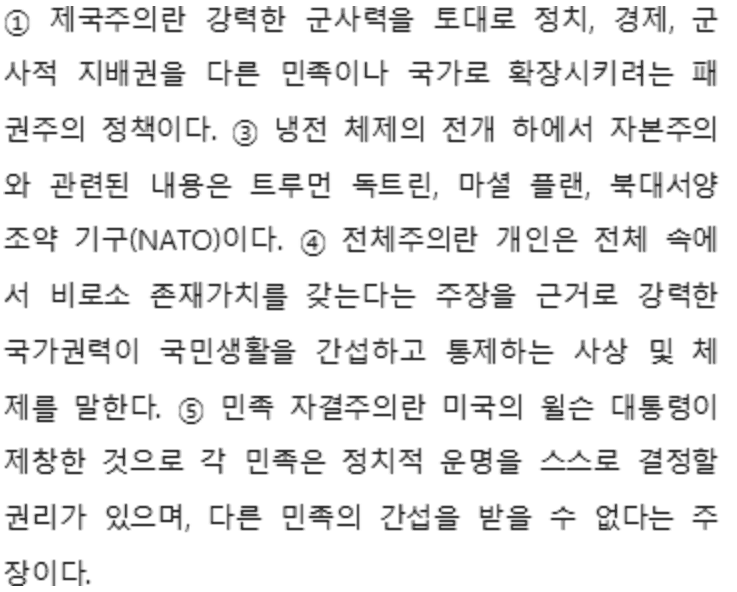 ① 제국주의란 강력한 군사력을 토대로 정치, 경제, 군
사적 지배권을 다른 민족이나 국가로 확장시키려는 패
권주의 정책이다. ③ 냉전 체제의 전개 하에서 자본주의
와 관련된 내용은 트루먼 독트린, 마셜 플랜, 북대서양
조약 기구(NATO)이다. ④ 전체주의란 개인은 전체 속에
서 비로소 존재가치를 갖는다는 주장을 근거로 강력한
국가권력이 국민생활을 간섭하고 통제하는 사상 및 체
제를 말한다. ⑤ 민족 자결주의란 미국의 윌슨 대통령이
제창한 것으로 각 민족은 정치적 운명을 스스로 결정할
권리가 있으며, 다른 민족의 간섭을 받을 수 없다는 주
장이다.